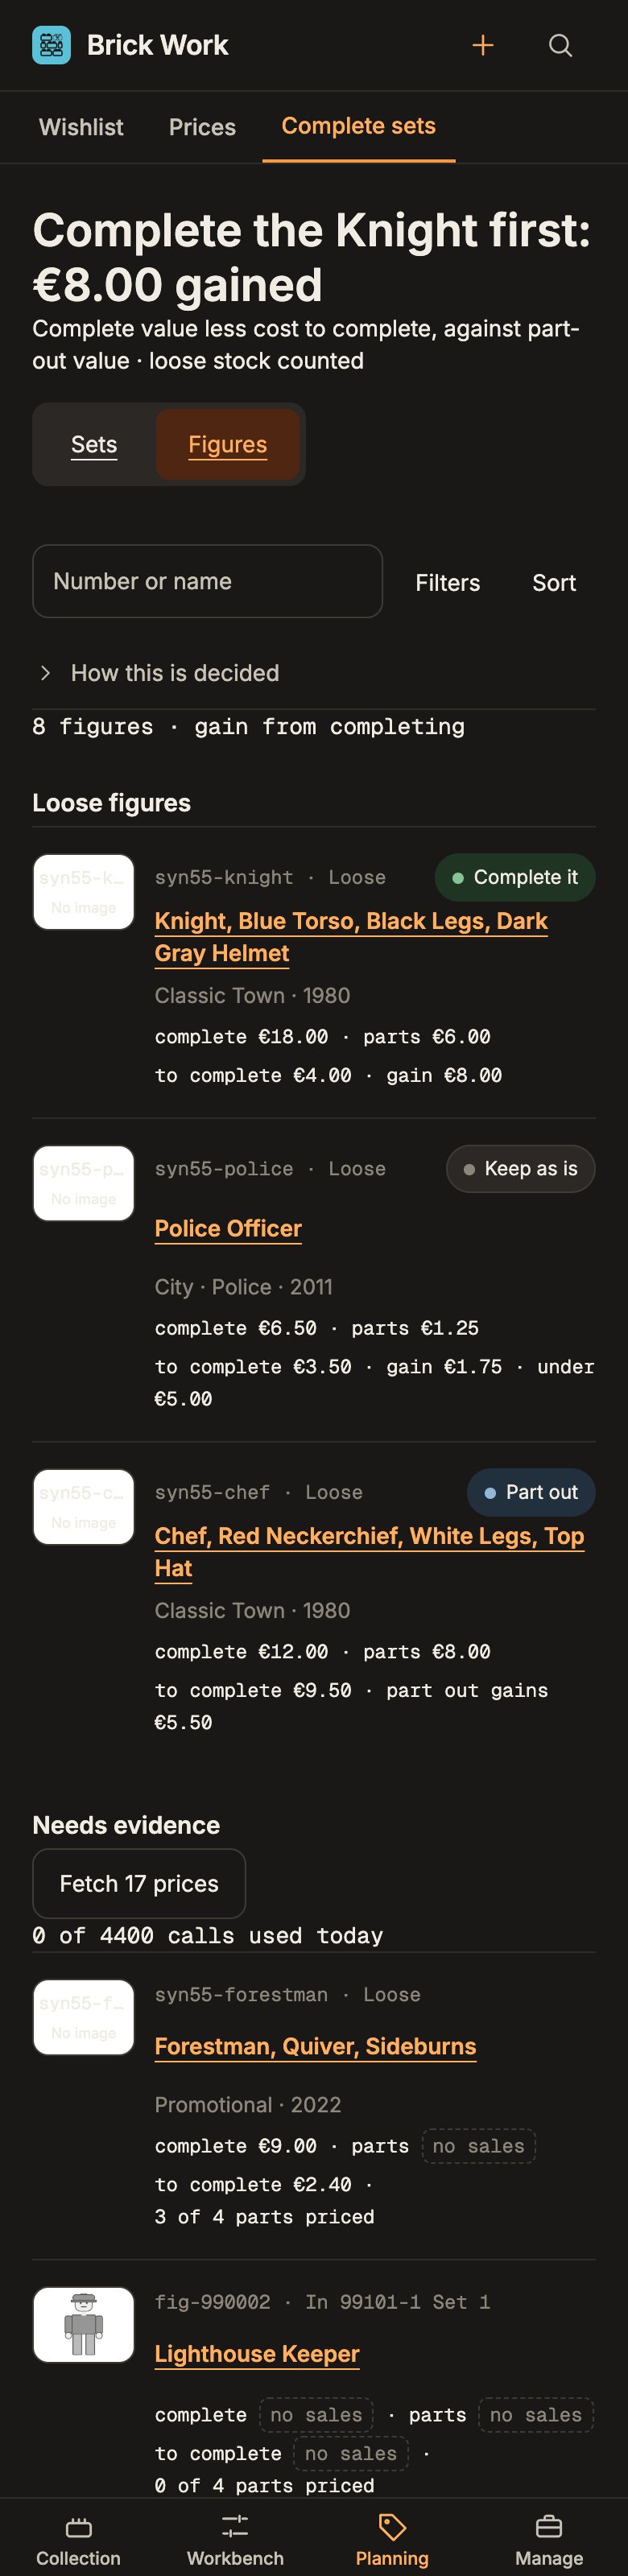 Brick Work
Wishlist Prices Complete sets
Complete the Knight first:
€8.00 gained
Complete value less cost to complete, against part-
out value · loose stock counted
Sets Figures
Number or name Filters Sort
How this is decided
8 figures · gain from completing
Loose figures
syn55-k…
No image
syn55-knight · Loose
Complete it
Knight, Blue Torso, Black Legs, Dark
Gray Helmet
Classic Town · 1980
complete €18.00 · parts €6.00
to complete €4.00 · gain €8.00
syn55-p…
No image
syn55-police · Loose
Keep as is
Police Officer
City · Police · 2011
complete €6.50 · parts €1.25
to complete €3.50 · gain €1.75 · under
€5.00
syn55-c…
No image
syn55-chef · Loose
Part out
Chef, Red Neckerchief, White Legs, Top
Hat
Classic Town · 1980
complete €12.00 · parts €8.00
to complete €9.50 · part out gains
€5.50
Needs evidence
Fetch 17 prices
0 of 4400 calls used today
syn55-f…
No image
syn55-forestman · Loose
Forestman, Quiver, Sideburns
Promotional · 2022
complete €9.00 · parts no sales
to complete €2.40 ·
3 of 4 parts priced
fig-990002 · In 99101-1 Set 1
Lighthouse Keeper
complete no sales · parts no sales
to complete no sales ·
0 of 4 parts priced
Collection Workbench Planning Manage